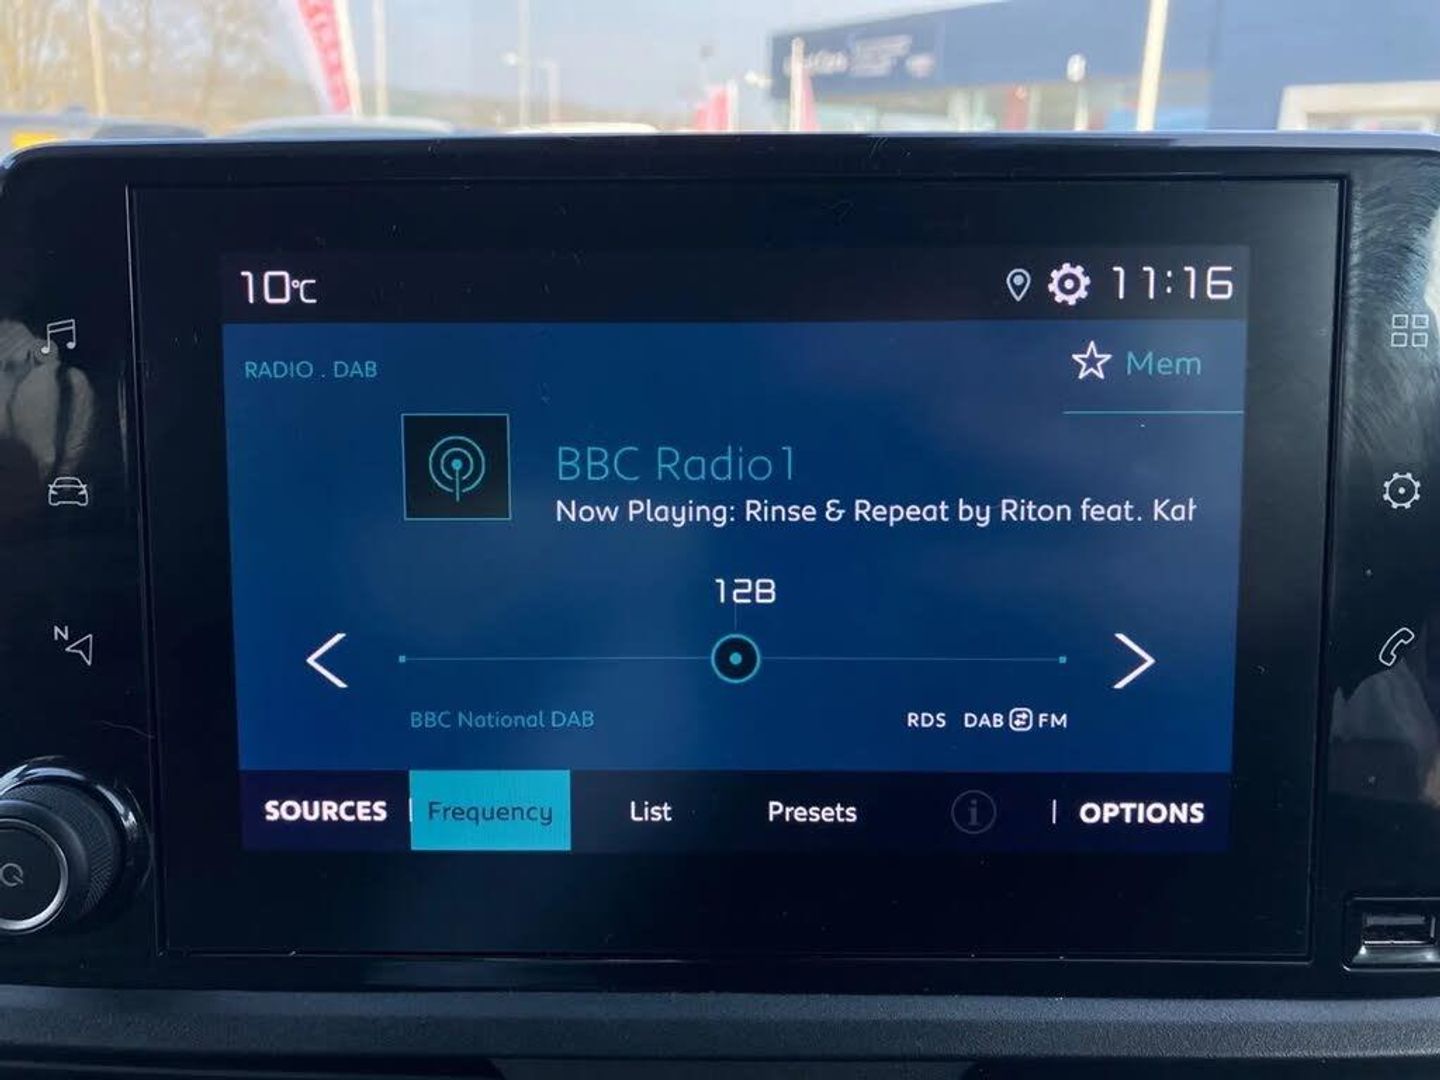 10°C
11:16
RADIO . DAB
Mem
BBC Radio1
Now Playing: Rinse & Repeat by Riton feat. Kah
12B
BBC National DAB
RDS DAB FM
SOURCES | Frequency List Presets i | OPTIONS
N